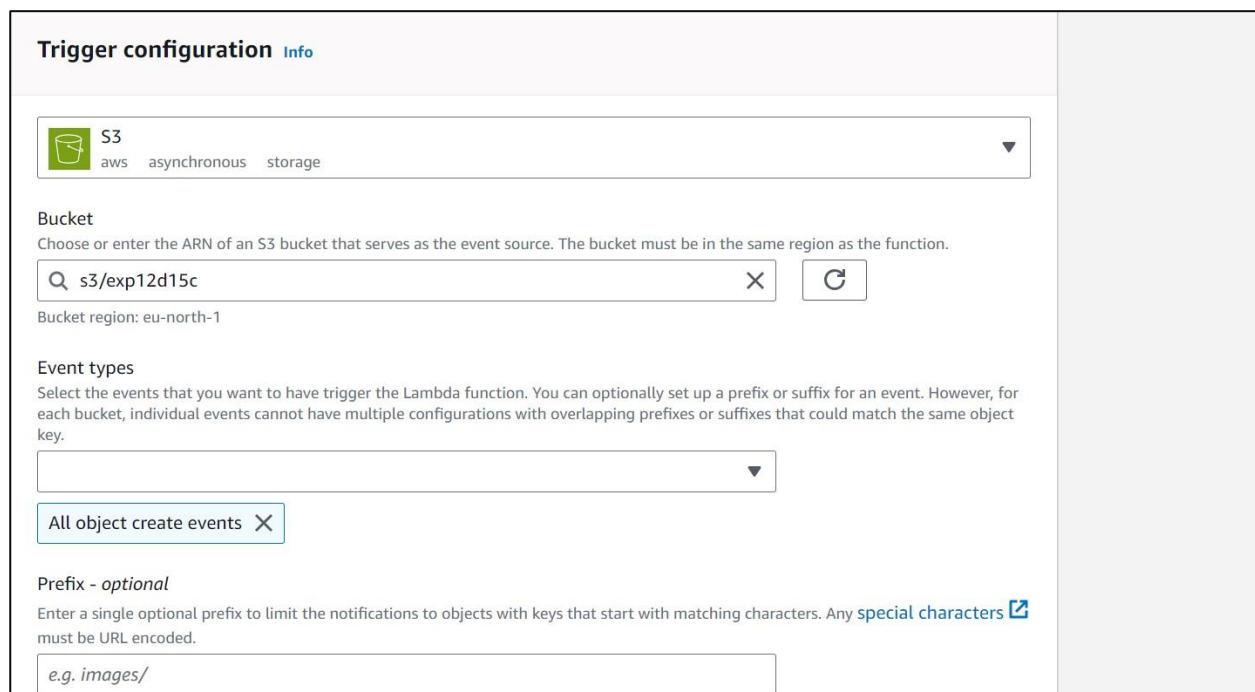 Trigger configuration Info
S3
aws asynchronous storage
Bucket
Choose or enter the ARN of an S3 bucket that serves as the event source. The bucket must be in the same region as the function.
s3/exp12d15c
Bucket region: eu-north-1
Event types
Select the events that you want to have trigger the Lambda function. You can optionally set up a prefix or suffix for an event. However, for
each bucket, individual events cannot have multiple configurations with overlapping prefixes or suffixes that could match the same object
key.
All object create events
Prefix - optional
Enter a single optional prefix to limit the notifications to objects with keys that start with matching characters. Any special characters
must be URL encoded.
e.g. images/